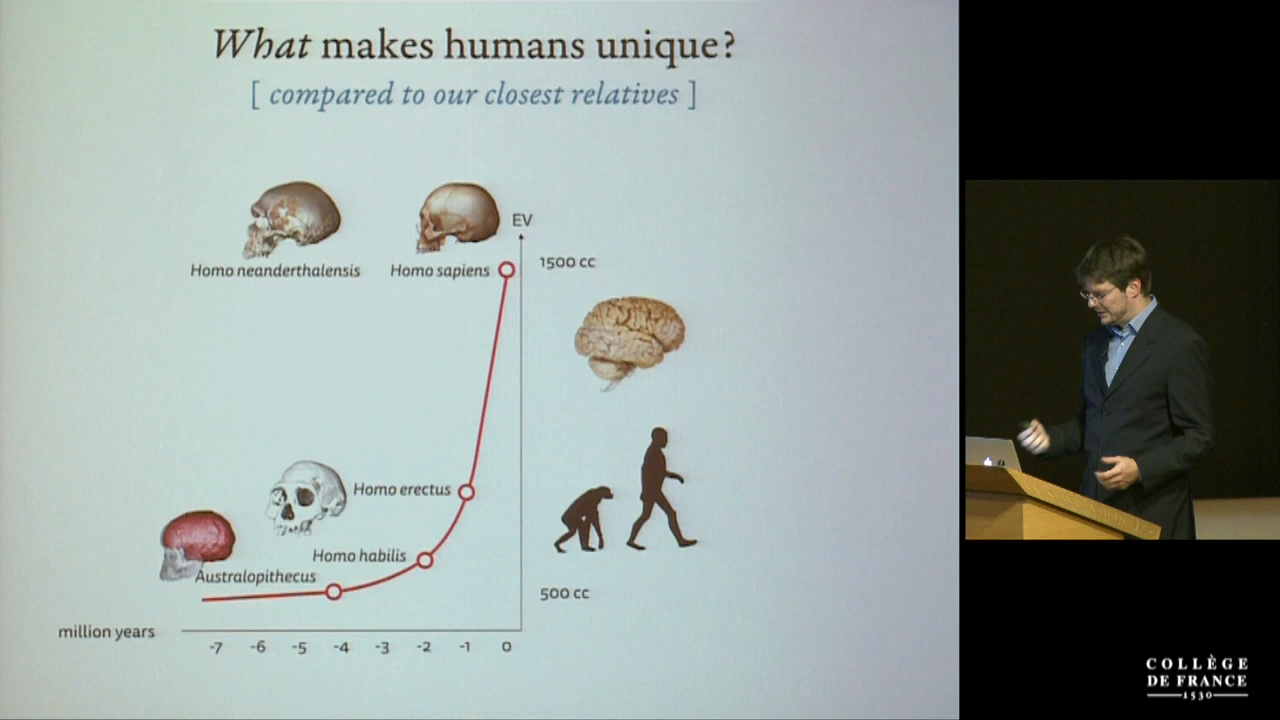 What makes humans unique?
[ compared to our closest relatives ]
EV
1500 cc
Homo neanderthalensis
Homo sapiens
Homo erectus
Homo habilis
Australopithecus
500 cc
million years
-7 -6 -5 -4 -3 -2 -1 0
COLLÈGE
DE FRANCE
1530